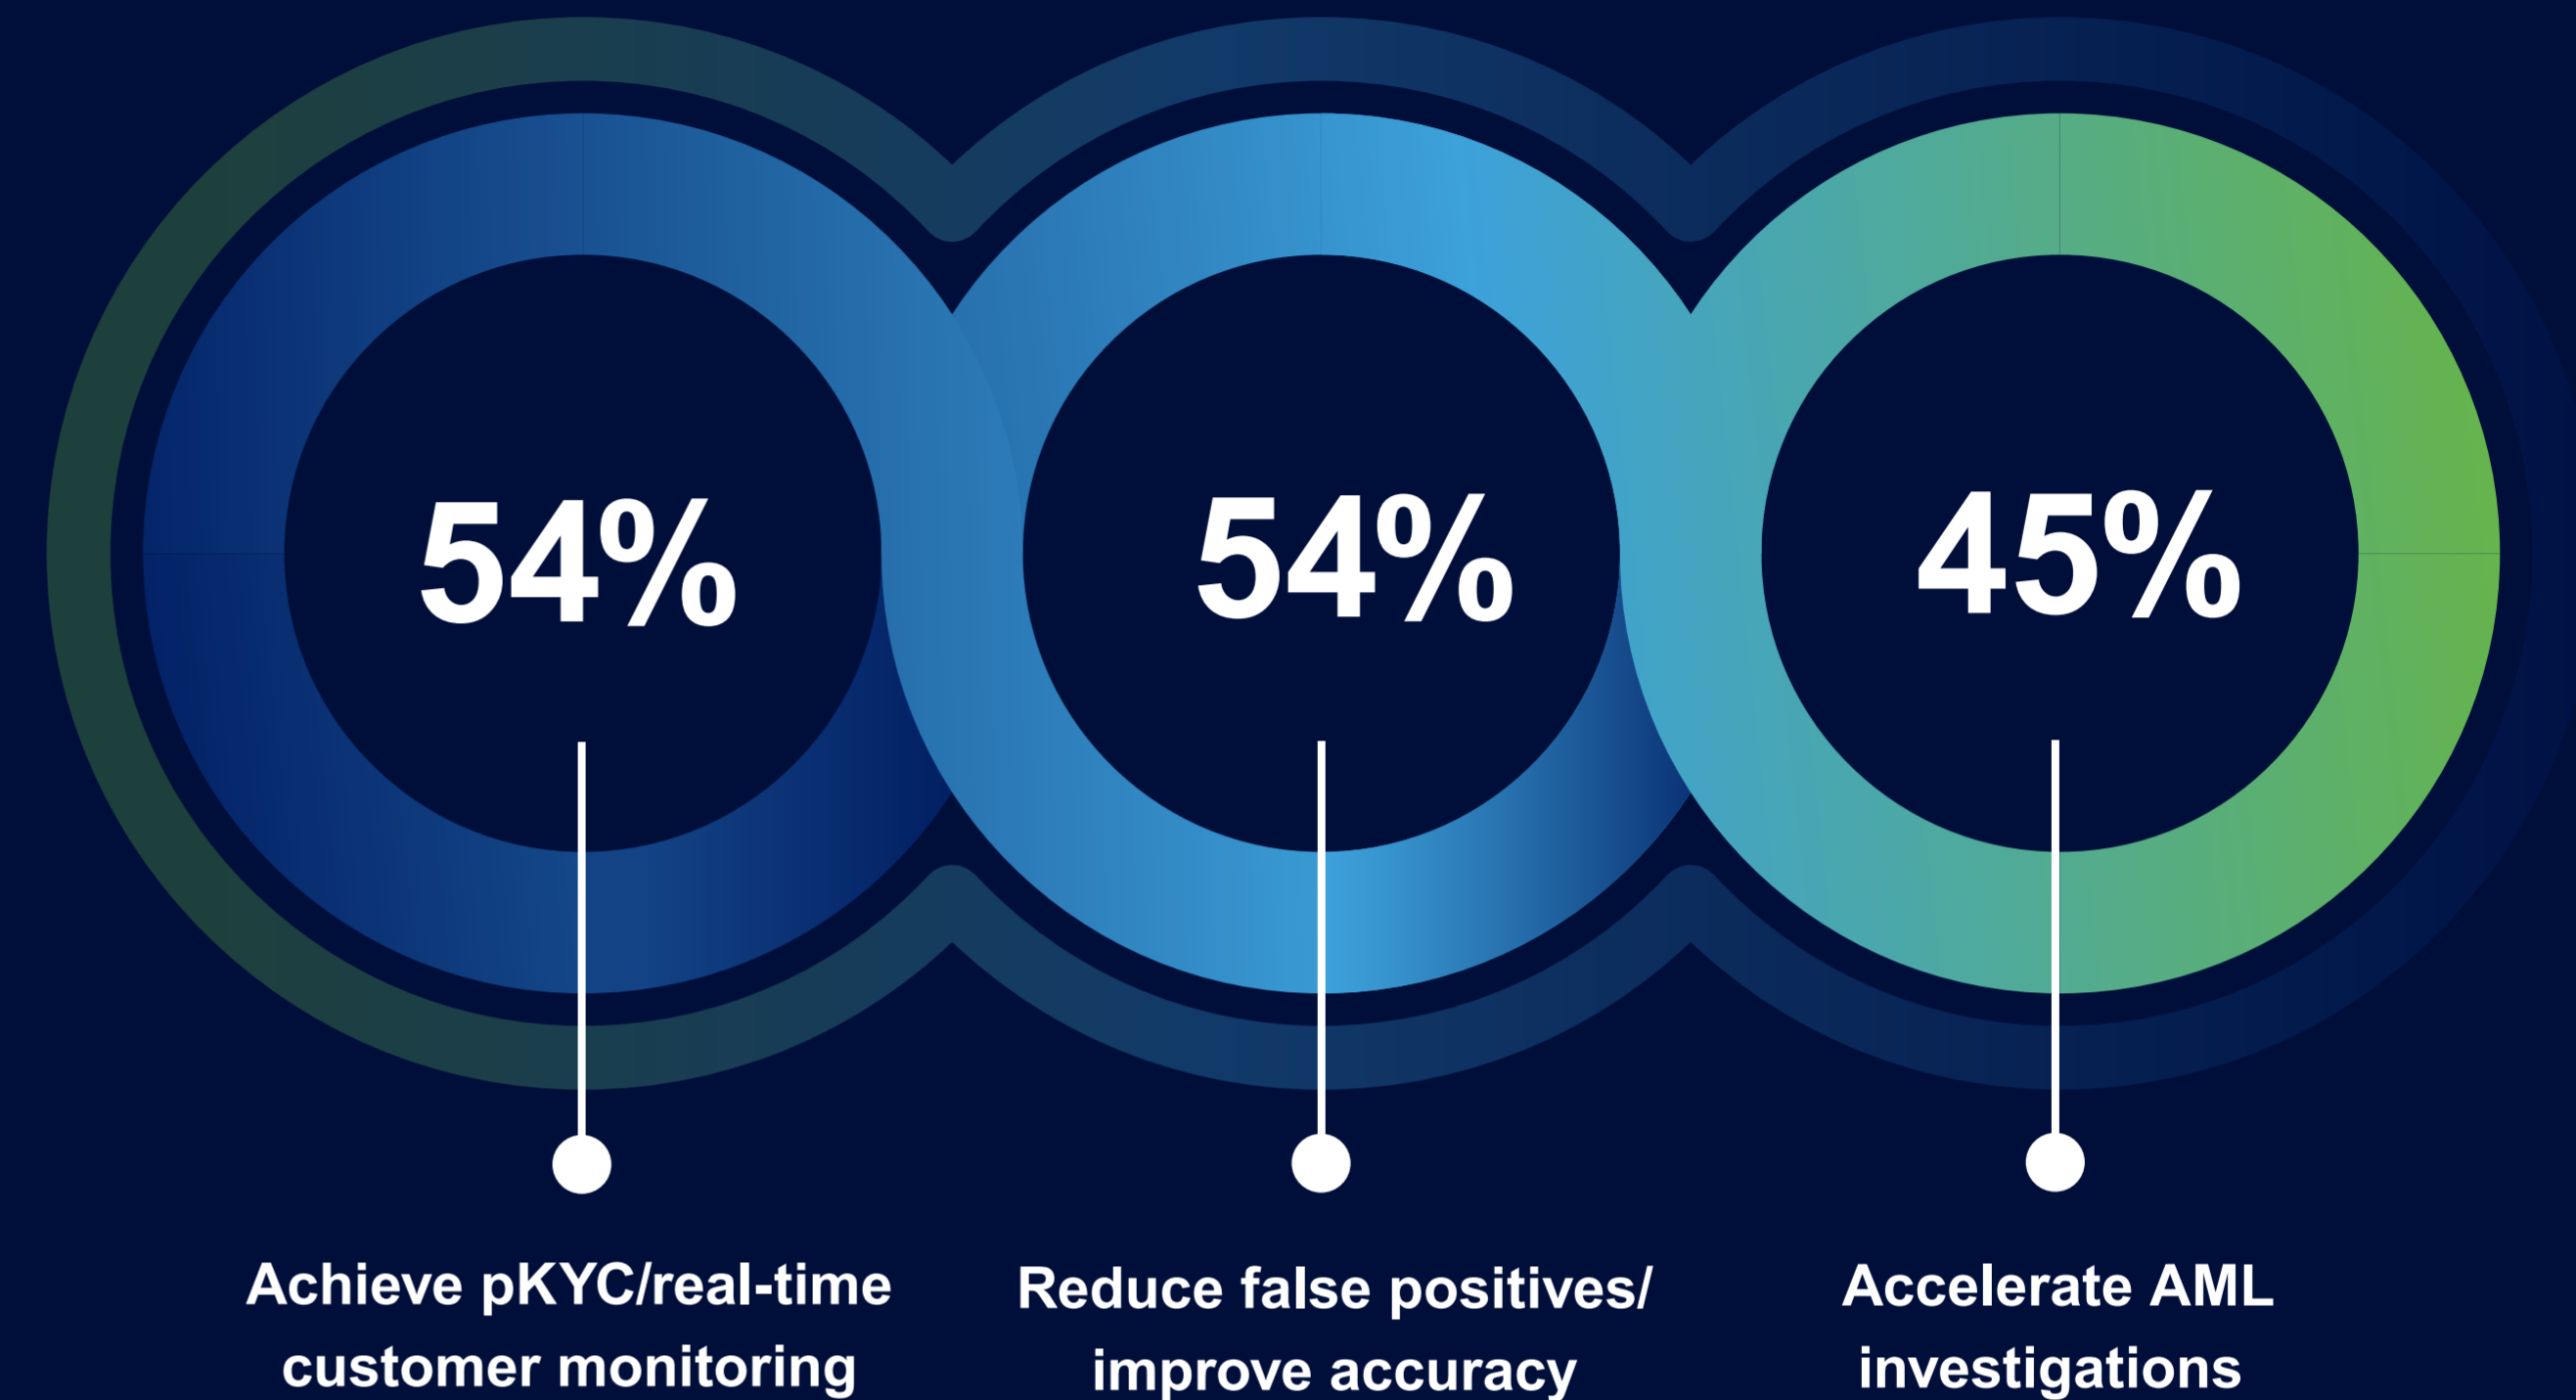 54%
54%
45%
Achieve pKYC/real-time
customer monitoring
Reduce false positives/
improve accuracy
Accelerate AML
investigations